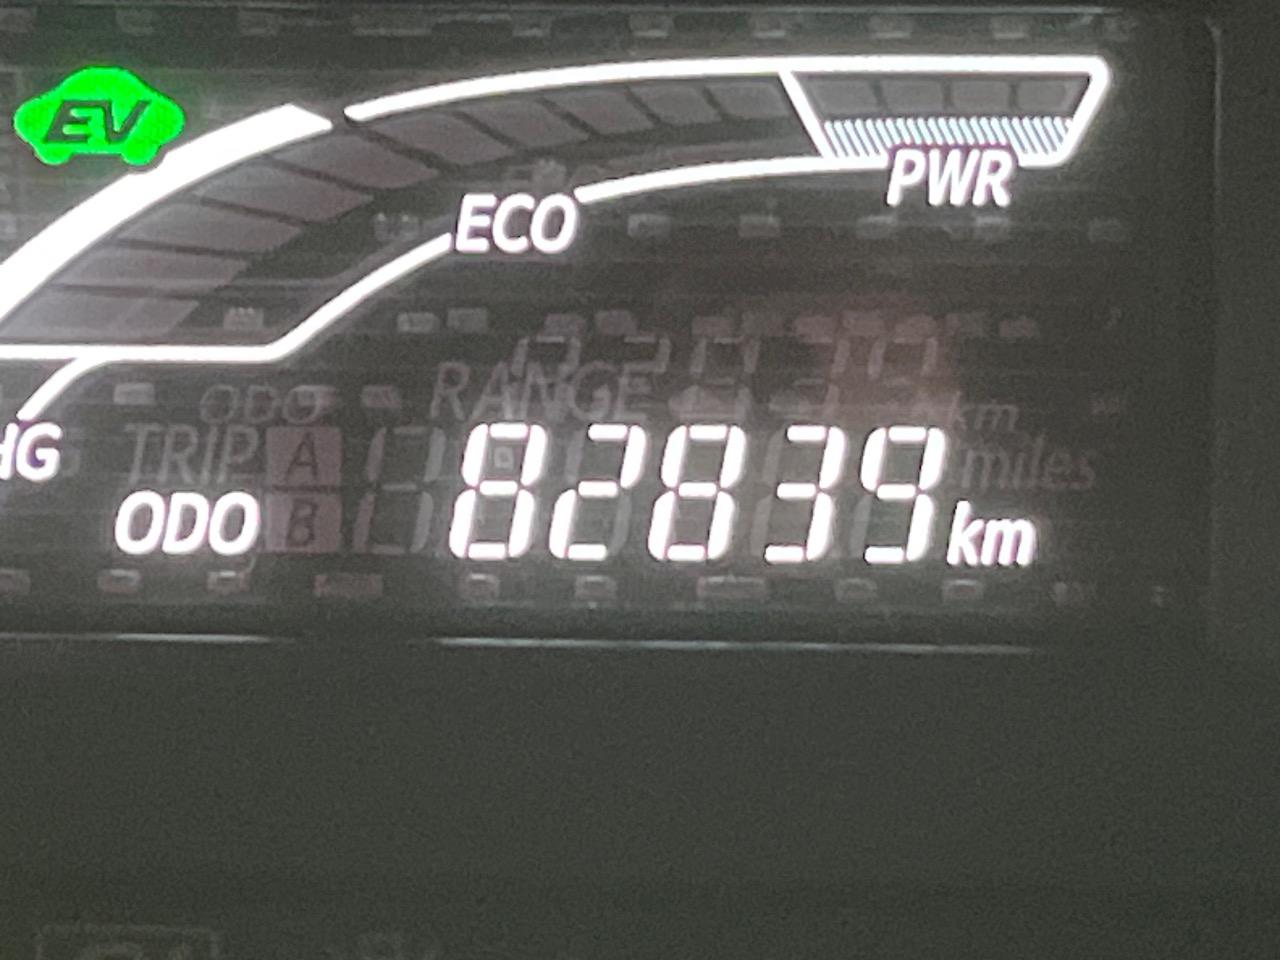 EV
PWR
ECO
RANGE
ODO
km
TRIP A
miles
HG
B
ODO 82839 km